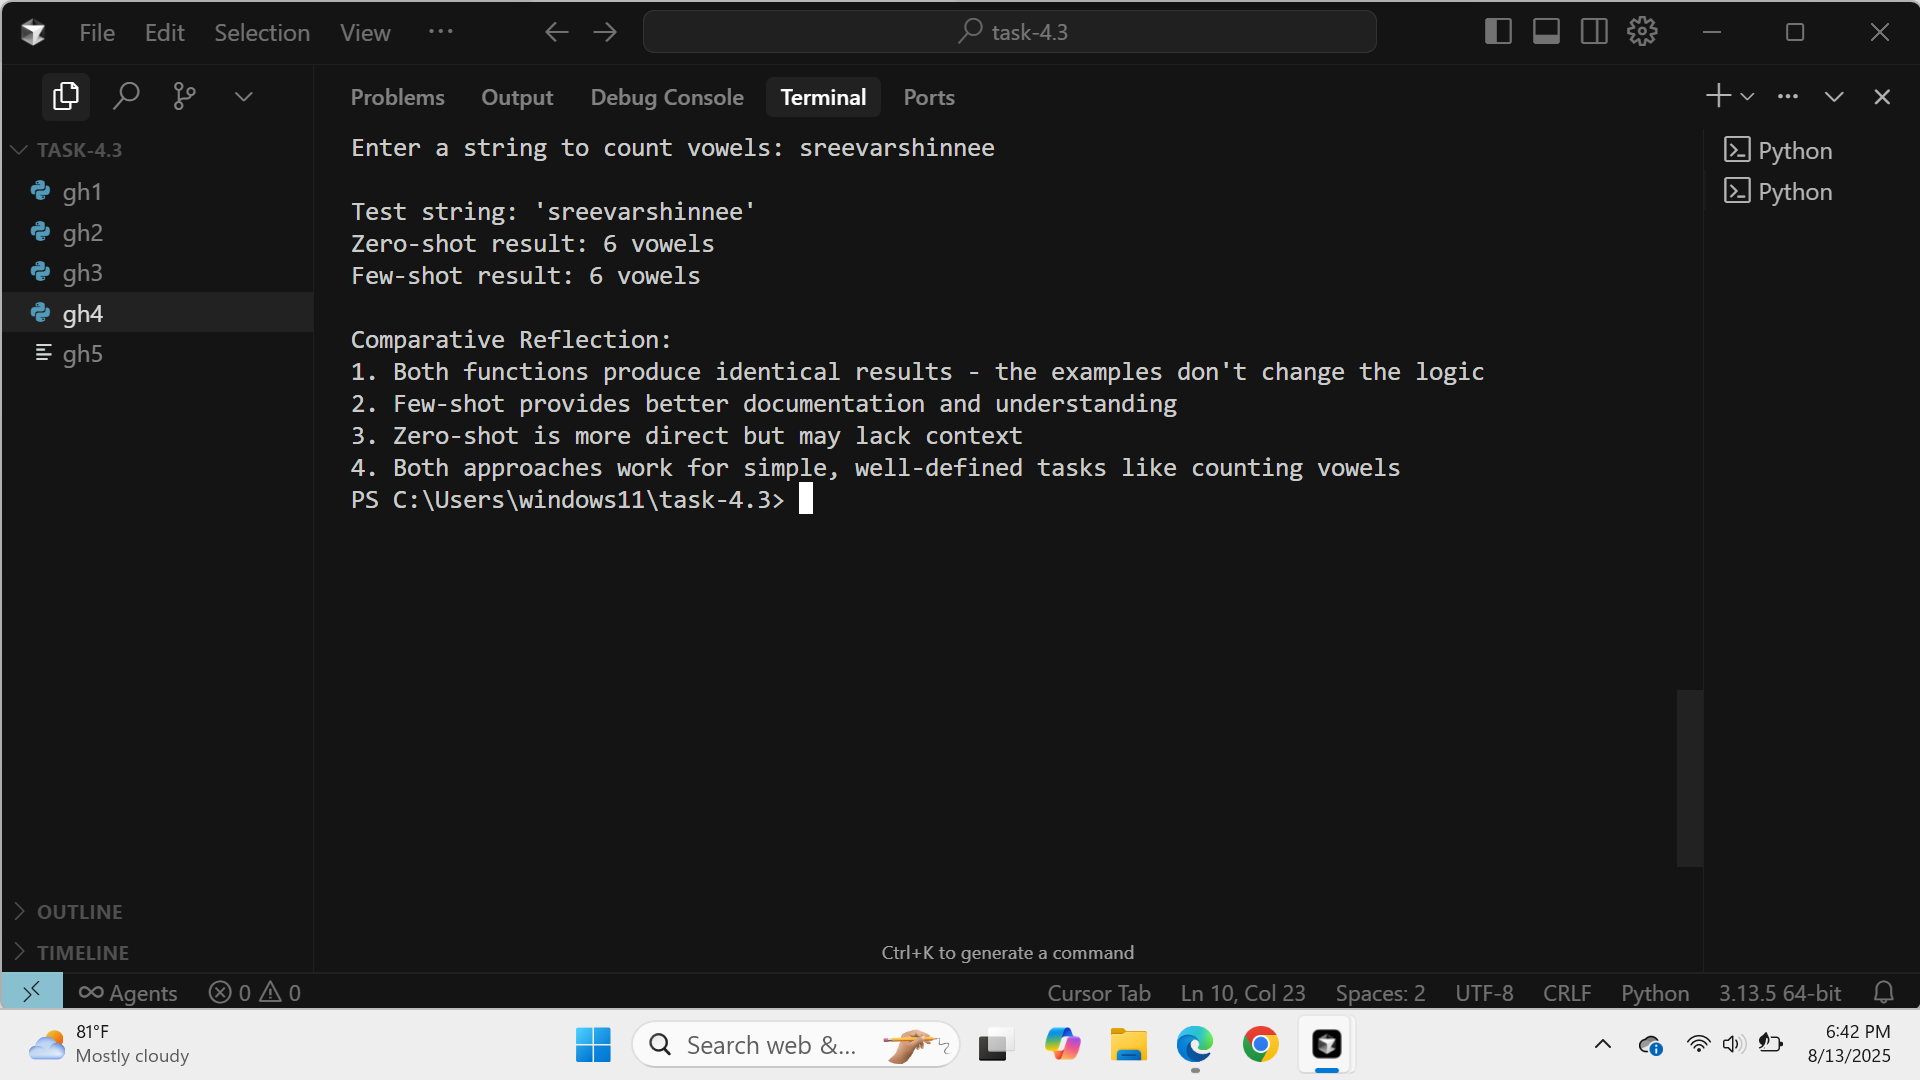 File Edit Selection View ··· task-4.3
Problems Output Debug Console Terminal Ports
TASK-4.3
gh1
gh2
gh3
gh4
gh5
Enter a string to count vowels: sreevarshinnee
Test string: 'sreevarshinnee'
Zero-shot result: 6 vowels
Few-shot result: 6 vowels
Comparative Reflection:
1. Both functions produce identical results - the examples don't change the logic
2. Few-shot provides better documentation and understanding
3. Zero-shot is more direct but may lack context
4. Both approaches work for simple, well-defined tasks like counting vowels
PS C:\Users\windows11\task-4.3>
Python
Python
OUTLINE
TIMELINE
Ctrl+K to generate a command
Agents 0 0 Cursor Tab Ln 10, Col 23 Spaces: 2 UTF-8 CRLF Python 3.13.5 64-bit
81°F
Mostly cloudy
Search web &...
6:42 PM
8/13/2025